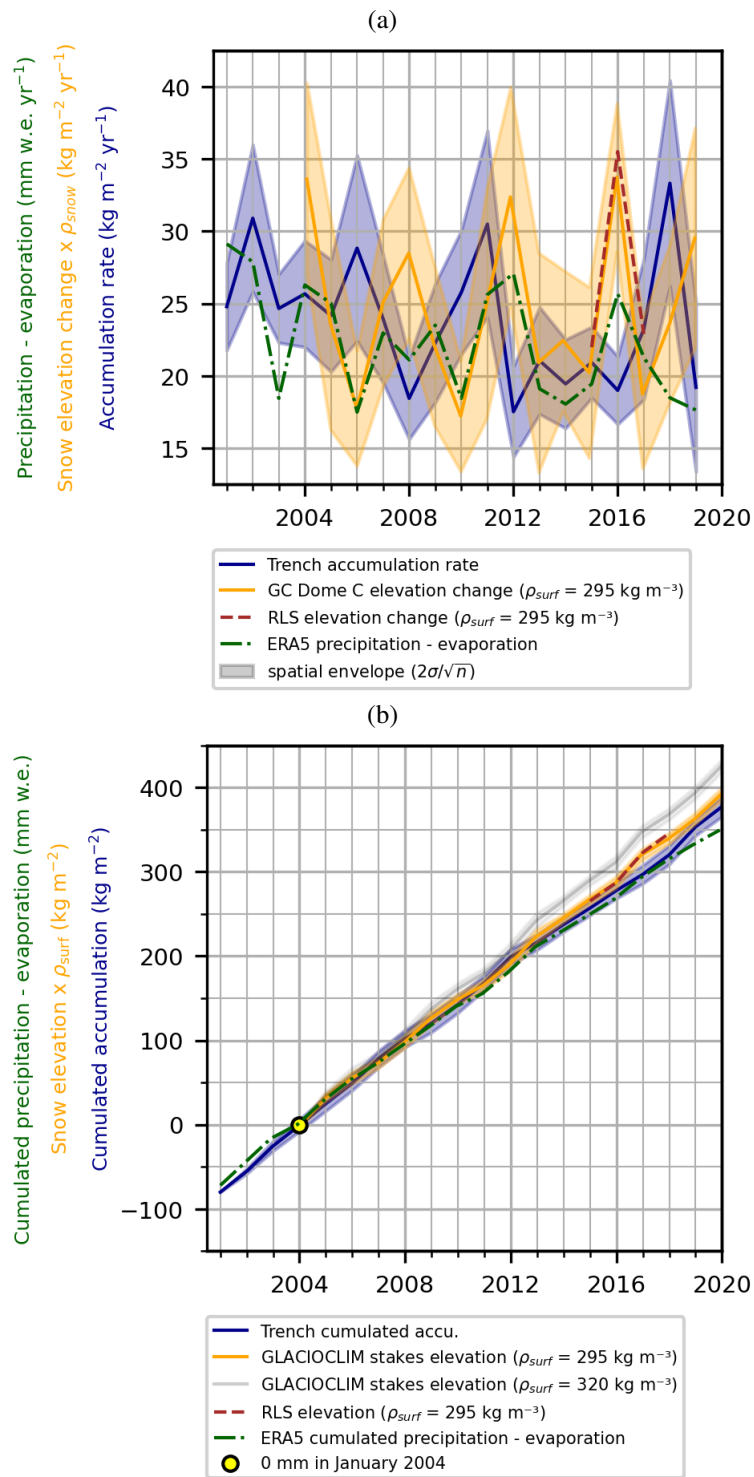 (a)
Precipitation - evaporation (mm w.e. yr⁻¹)
Snow elevation change x ρsnow (kg m⁻² yr⁻¹)
Accumulation rate (kg m⁻² yr⁻¹)
40
35
30
25
20
15
2004 2008 2012 2016 2020
Trench accumulation rate
GC Dome C elevation change (ρsurf = 295 kg m⁻³)
RLS elevation change (ρsurf = 295 kg m⁻³)
ERA5 precipitation - evaporation
spatial envelope (2σ/√n)
(b)
Cumulated precipitation - evaporation (mm w.e.)
Snow elevation x ρsurf (kg m⁻²)
Cumulated accumulation (kg m⁻²)
400
300
200
100
0
−100
2004 2008 2012 2016 2020
Trench cumulated accu.
GLACIOCLIM stakes elevation (ρsurf = 295 kg m⁻³)
GLACIOCLIM stakes elevation (ρsurf = 320 kg m⁻³)
RLS elevation (ρsurf = 295 kg m⁻³)
ERA5 cumulated precipitation - evaporation
0 mm in January 2004